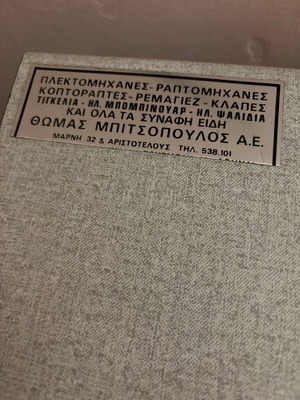 ΠΛΕΚΤΟΜΗΧΑΝΕΣ-ΡΑΠΤΟΜΗΧΑΝΕΣ
ΚΟΠΤΟΡΑΠΤΕΣ-ΡΕΜΑΓΙΕΖ-ΚΛΑΠΕΣ
ΤΙΓΚΕΛΙΑ-ΗΛ. ΜΠΟΜΠΙΝΟΥΑΡ-ΗΛ. ΨΑΛΙΔΙΑ
ΚΑΙ ΟΛΑ ΤΑ ΣΥΝΑΦΗ ΕΙΔΗ
ΘΩΜΑΣ ΜΠΙΤΣΟΠΟΥΛΟΣ Α.Ε.
ΜΑΡΝΗ 32 & ΑΡΙΣΤΟΤΕΛΟΥΣ ΤΗΛ. 538.101